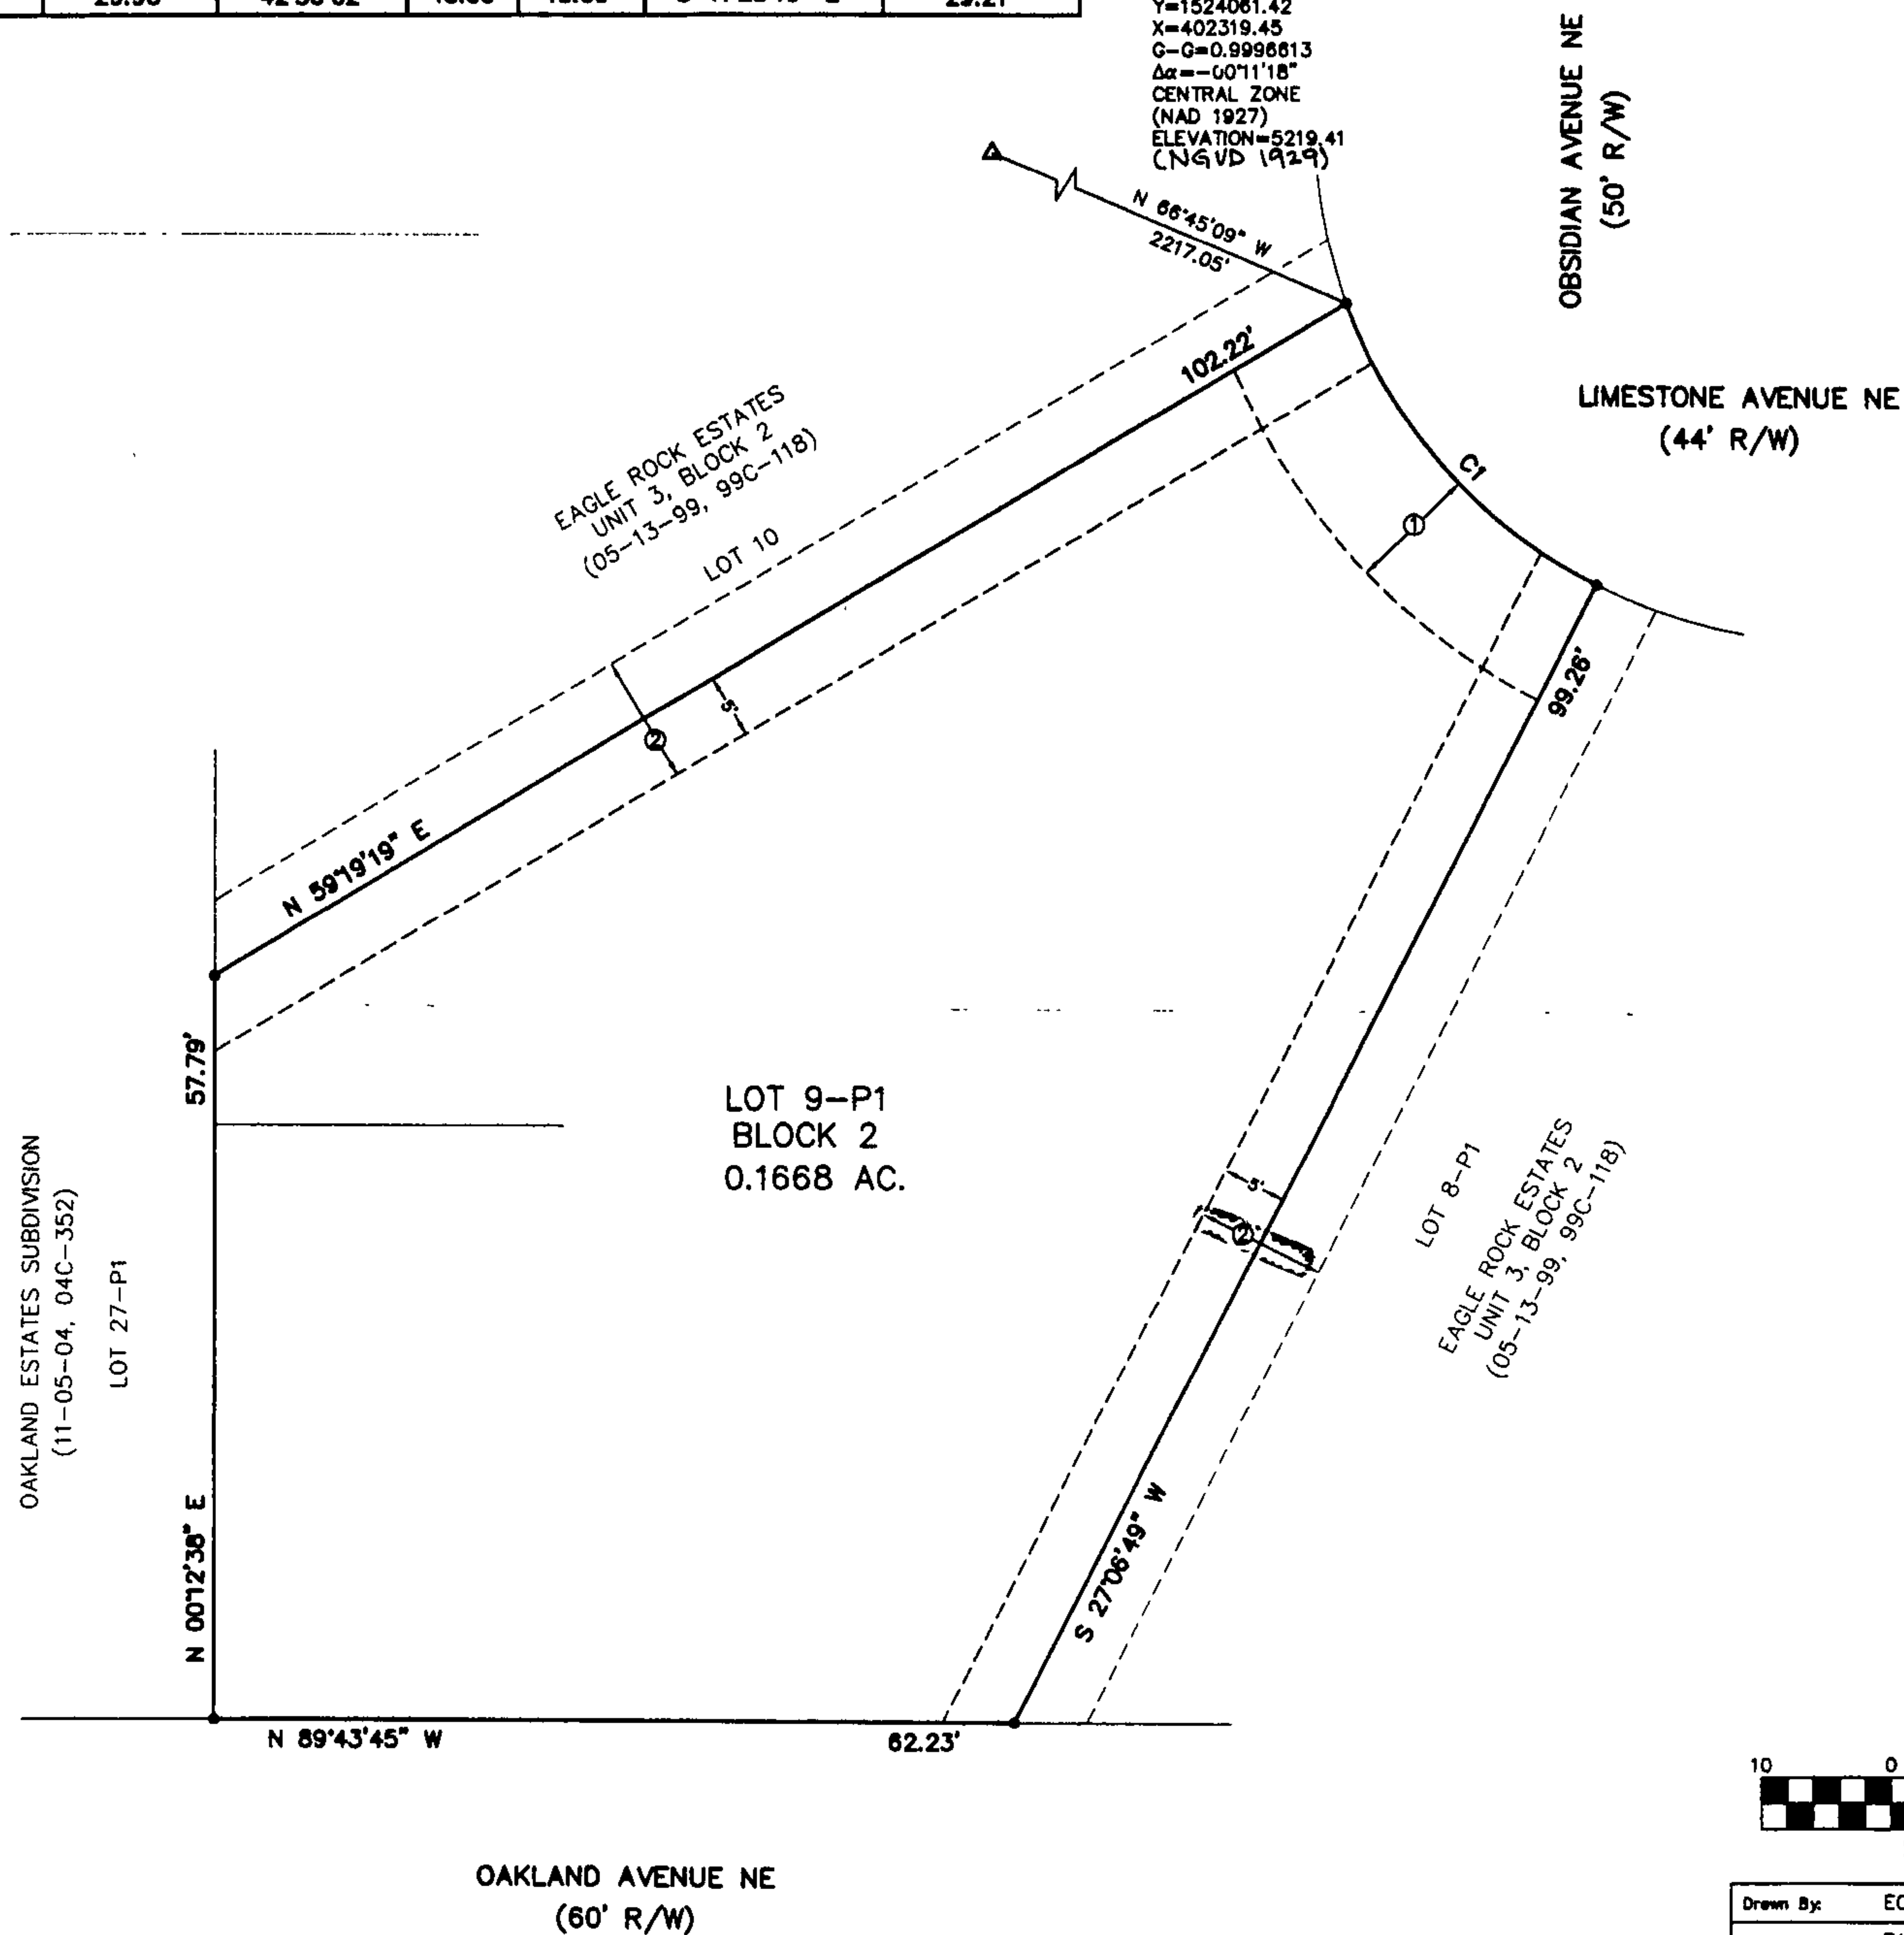 Y=1524061.42
X=402319.45
G-G=0.9996613
Δα=-00°11'18"
CENTRAL ZONE
(NAD 1927)
ELEVATION=5219.41
(NGVD 1929)
OBSIDIAN AVENUE NE
(50' R/W)
N 66°45'09" W
2217.05'
LIMESTONE AVENUE NE
(44' R/W)
102.22'
C1
1
EAGLE ROCK ESTATES
UNIT 3, BLOCK 2
(05-13-99, 99C-118)
LOT 10
5'
2
99.26'
N 59°19'19" E
57.79'
LOT 9-P1
BLOCK 2
0.1668 AC.
OAKLAND ESTATES SUBDIVISION
(11-05-04, 04C-352)
LOT 27-P1
5'
2
LOT 8-P1
EAGLE ROCK ESTATES
UNIT 3, BLOCK 2
(05-13-99, 99C-118)
N 00°12'38" E
S 27°06'49" W
N 89°43'45" W
62.23'
10 0
OAKLAND AVENUE NE
(60' R/W)
Drawn By: